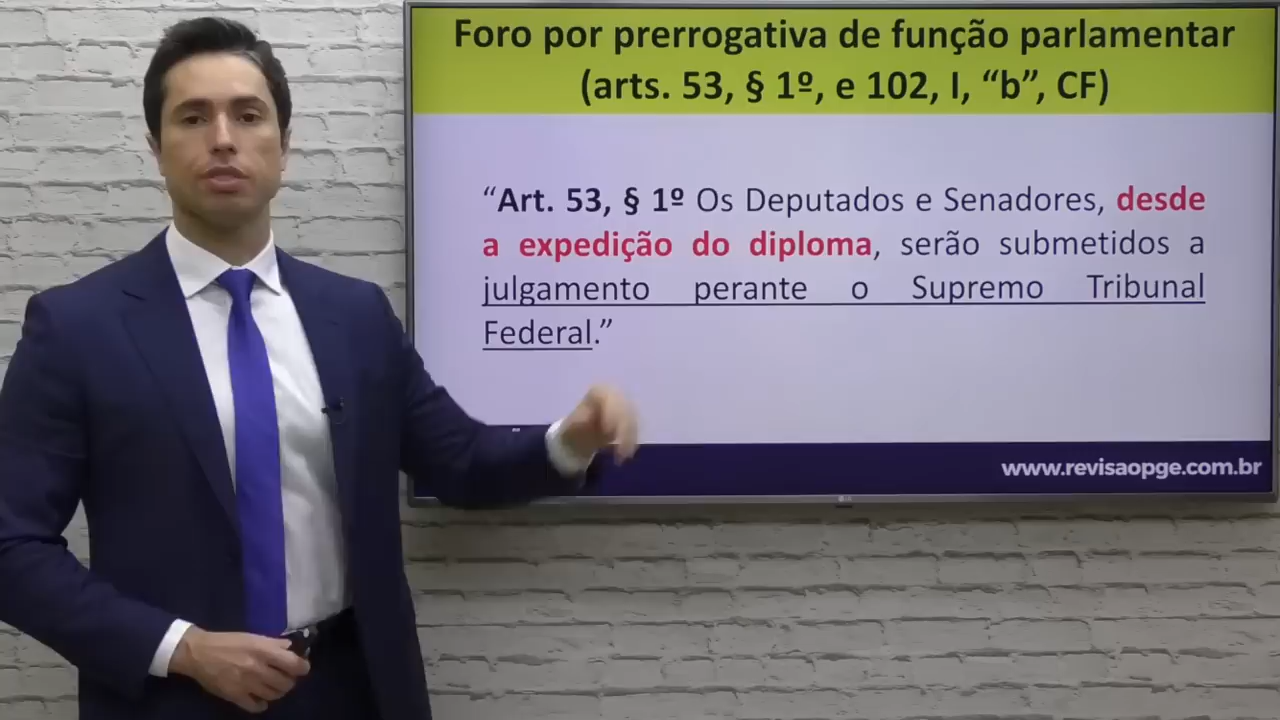 Foro por prerrogativa de função parlamentar
(arts. 53, § 1º, e 102, I, “b”, CF)
“Art. 53, § 1º Os Deputados e Senadores, desde
a expedição do diploma, serão submetidos a
julgamento perante o Supremo Tribunal
Federal.”
www.revisaopge.com.br
LG